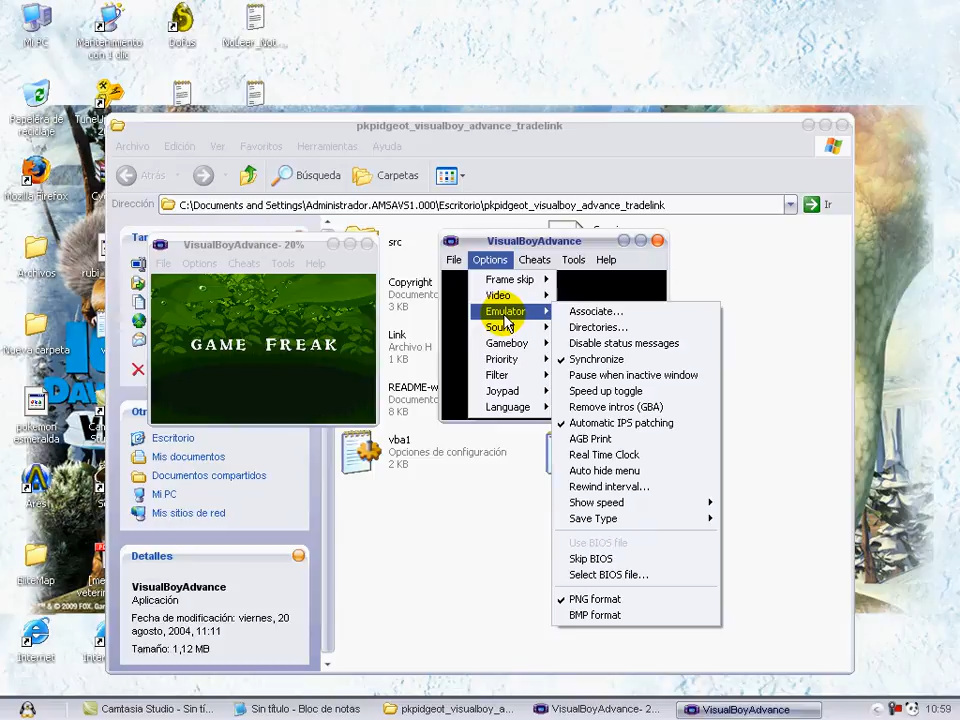 Mi PC
Mantenimiento
con 1 clic
Dofus
NoLeer_Not...
Papelera de
reciclaje
Mozilla Firefox
Archivos
Nueva carpeta
pokemon
esmeralda
Ares
EliteMap
Internet
pkpidgeot_visualboy_advance_tradelink
Archivo Edición Ver Favoritos Herramientas Ayuda
Atrás Búsqueda Carpetas
Dirección C:\Documents and Settings\Administrador.AMSAVS1.000\Escritorio\pkpidgeot_visualboy_advance_tradelink Ir
src
Copyright
3 KB
Link
Archivo H
1 KB
README-w
8 KB
vba1
Opciones de configuración
2 KB
Escritorio
Mis documentos
Documentos compartidos
Mi PC
Mis sitios de red
Detalles
VisualBoyAdvance
Aplicación
Fecha de modificación: viernes, 20
agosto, 2004, 11:11
Tamaño: 1,12 MB
VisualBoyAdvance- 20%
File Options Cheats Tools Help
GAME FREAK
VisualBoyAdvance
File Options Cheats Tools Help
Frame skip
Video
Emulator
Sound
Gameboy
Priority
Filter
Joypad
Language
Associate...
Directories...
Disable status messages
Synchronize
Pause when inactive window
Speed up toggle
Remove intros (GBA)
Automatic IPS patching
AGB Print
Real Time Clock
Auto hide menu
Rewind interval...
Show speed
Save Type
Use BIOS file
Skip BIOS
Select BIOS file...
PNG format
BMP format
& © 2009 FOX.
Camtasia Studio - Sin tí...
Sin título - Bloc de notas
pkpidgeot_visualboy_a...
VisualBoyAdvance- 2...
VisualBoyAdvance
10:59